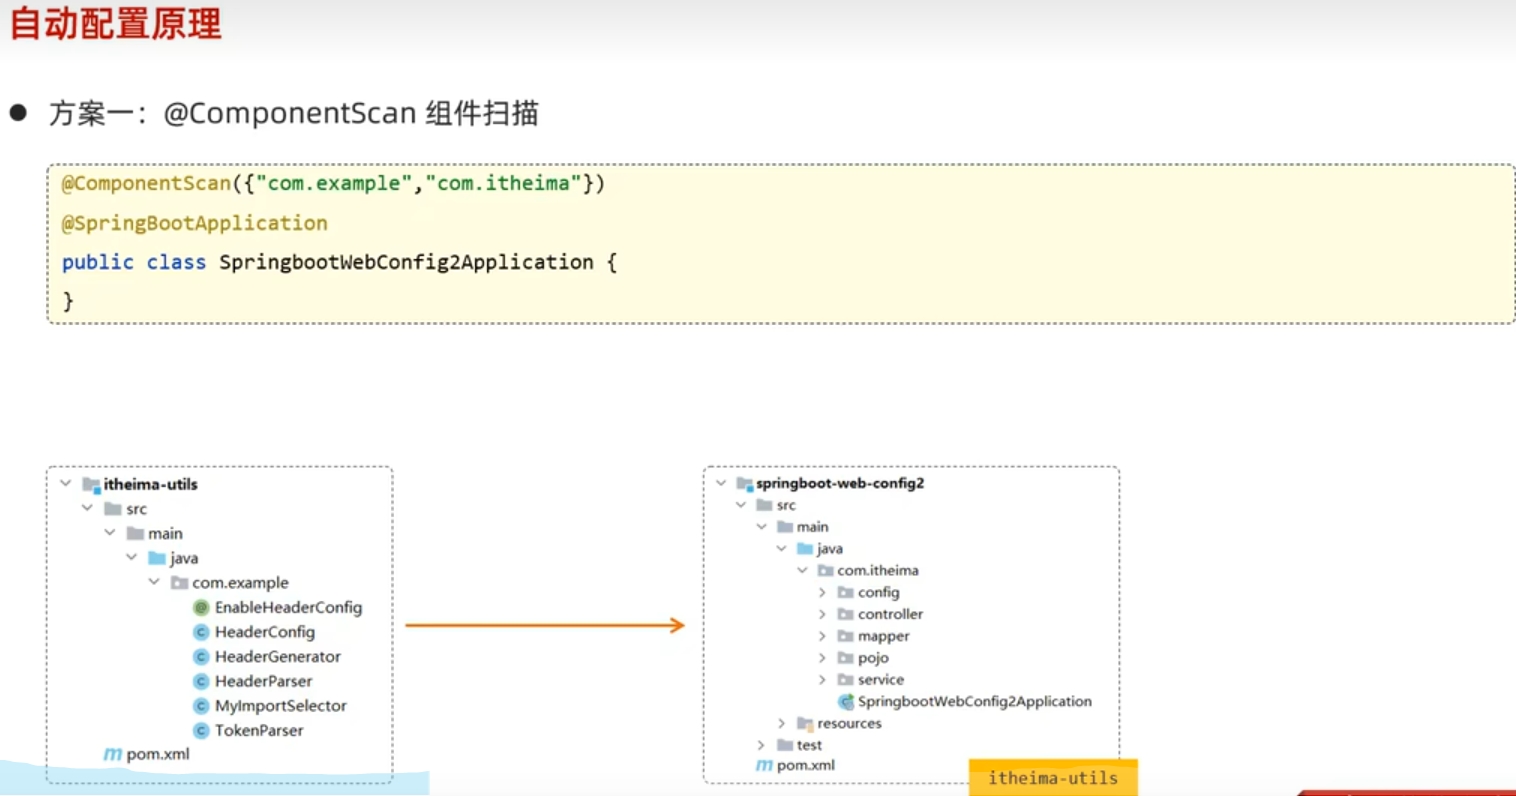 自动配置原理
● 方案一：@ComponentScan 组件扫描
@ComponentScan({"com.example","com.itheima"})
@SpringBootApplication
public class SpringbootWebConfig2Application {
}
itheima-utils
src
main
java
com.example
EnableHeaderConfig
HeaderConfig
HeaderGenerator
HeaderParser
MyImportSelector
TokenParser
pom.xml
springboot-web-config2
src
main
java
com.itheima
config
controller
mapper
pojo
service
SpringbootWebConfig2Application
resources
test
pom.xml
itheima-utils